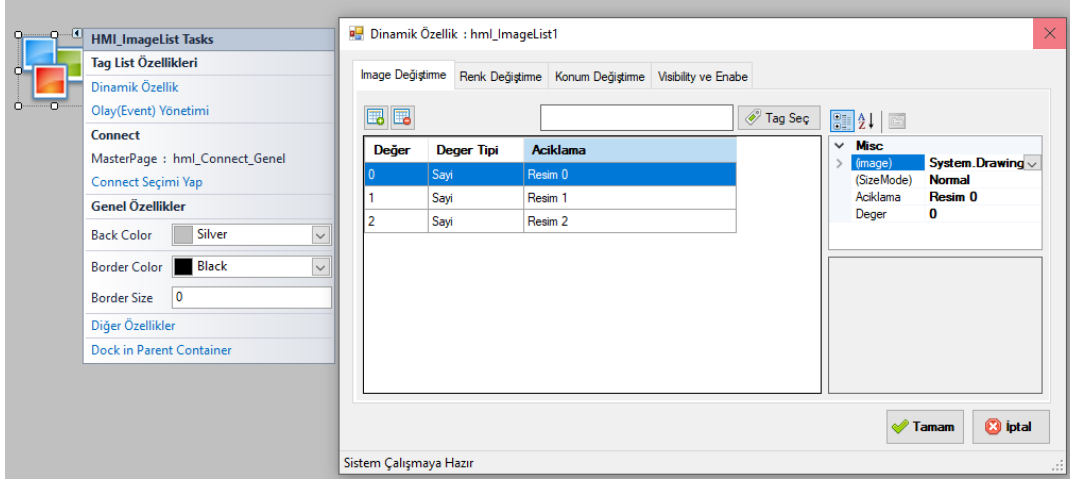 HMI_ImageList Tasks
Tag List Özellikleri
Dinamik Özellik
Olay(Event) Yönetimi
Connect
MasterPage : hml_Connect_Genel
Connect Seçimi Yap
Genel Özellikler
Back Color Silver
Border Color Black
Border Size 0
Diğer Özellikler
Dock in Parent Container
Dinamik Özellik : hml_ImageList1
Image Değiştime Renk Değiştime Konum Değiştime Visibility ve Enabe
Tag Seç
Değer Deger Tipi Aciklama
0 Sayi Resim 0
1 Sayi Resim 1
2 Sayi Resim 2
Misc
(image) System.Drawing
(SizeMode) Normal
Aciklama Resim 0
Deger 0
Tamam İptal
Sistem Çalışmaya Hazır